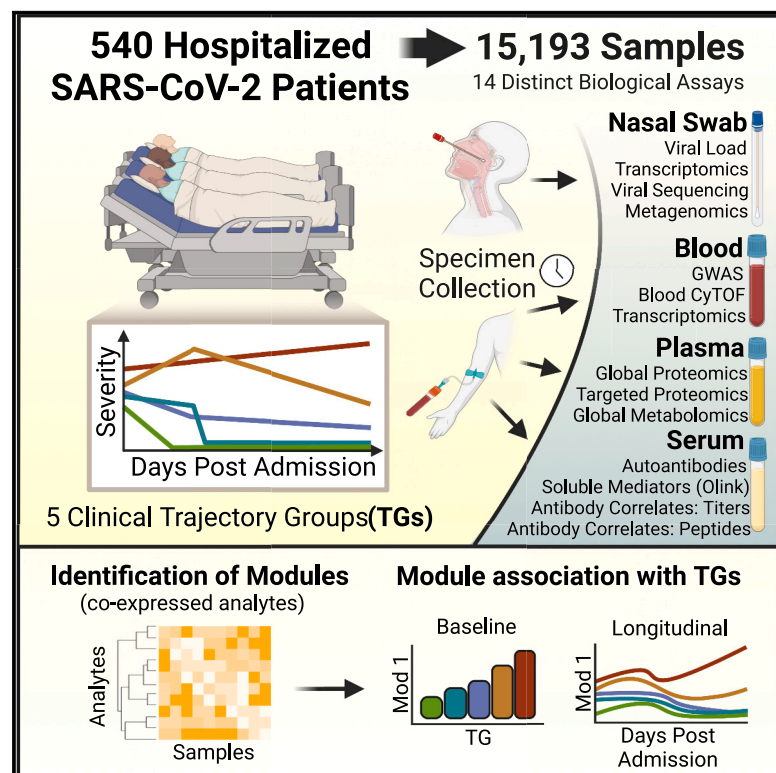 540 Hospitalized
SARS-CoV-2 Patients
15,193 Samples
14 Distinct Biological Assays
Nasal Swab
Viral Load
Transcriptomics
Viral Sequencing
Metagenomics
Specimen
Collection
Blood
GWAS
Blood CyTOF
Transcriptomics
Plasma
Global Proteomics
Targeted Proteomics
Global Metabolomics
Serum
Autoantibodies
Soluble Mediators (Olink)
Antibody Correlates: Titers
Antibody Correlates: Peptides
Severity
Days Post Admission
5 Clinical Trajectory Groups(TGs)
Identification of Modules
(co-expressed analytes)
Analytes
Samples
Module association with TGs
Baseline
Mod 1
TG
Longitudinal
Mod 1
Days Post
Admission